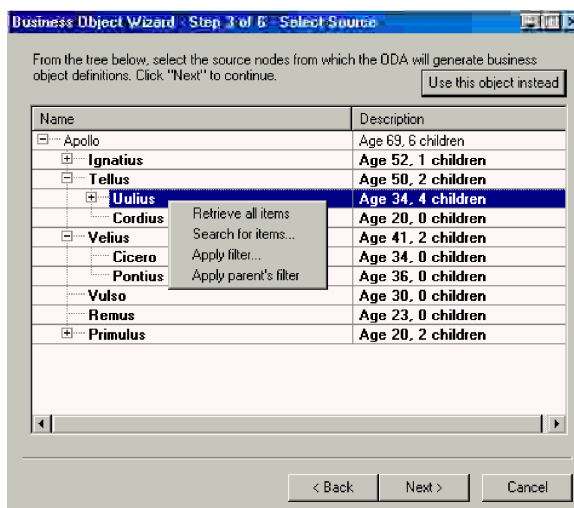 Business Object Wizard - Step 3 of 6 - Select Source
From the tree below, select the source nodes from which the ODA will generate business
object definitions. Click "Next" to continue.
Use this object instead
Name Description
Apollo Age 69, 6 children
Ignatius Age 52, 1 children
Tellus Age 50, 2 children
Uulius Age 34, 4 children
Cordius Age 20, 0 children
Velius Age 41, 2 children
Cicero Age 34, 0 children
Pontius Age 36, 0 children
Vulso Age 30, 0 children
Remus Age 23, 0 children
Primulus Age 20, 2 children
Retrieve all items
Search for items...
Apply filter...
Apply parent's filter
< Back Next > Cancel